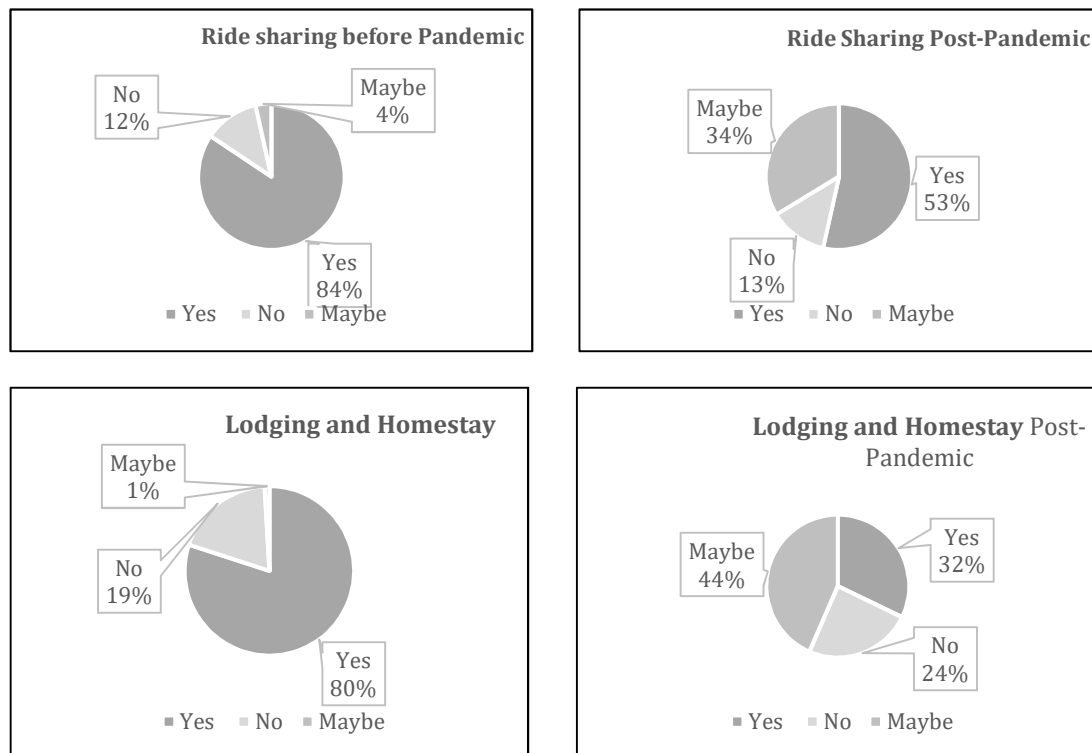 Ride sharing before Pandemic
No
12%
Maybe
4%
Yes
84%
Yes No Maybe
Ride Sharing Post-Pandemic
Maybe
34%
Yes
53%
No
13%
Yes No Maybe
Lodging and Homestay
Maybe
1%
No
19%
Yes
80%
Yes No Maybe
Lodging and Homestay Post-
Pandemic
Maybe
44%
Yes
32%
No
24%
Yes No Maybe